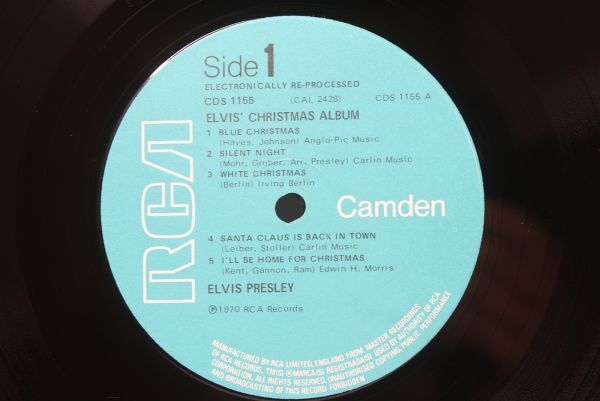 RCA
Side 1
ELECTRONICALLY RE-PROCESSED
CDS 1155 (CAL 2428) CDS 1155 A
ELVIS' CHRISTMAS ALBUM
1 BLUE CHRISTMAS
(Hayes, Johnson) Anglo-Pic Music
2 SILENT NIGHT
(Mohr, Grüber, Arr. Presley) Carlin Music
3 WHITE CHRISTMAS
(Berlin) Irving Berlin
Camden
4 SANTA CLAUS IS BACK IN TOWN
(Leiber, Stoller) Carlin Music
5 I'LL BE HOME FOR CHRISTMAS
(Kent, Gannon, Ram) Edwin H. Morris
ELVIS PRESLEY
Ⓟ1970 RCA Records
MANUFACTURED BY RCA LIMITED, ENGLAND FROM MASTER RECORDINGS
OF RCA RECORDS. TM(S) ®MARCA(S) REGISTRADA(S) USED BY AUTHORITY OF RCA
CORPORATION. ALL RIGHTS RESERVED. UNAUTHORISED COPYING, PUBLIC PERFORMANCE
AND BROADCASTING OF THIS RECORD FORBIDDEN